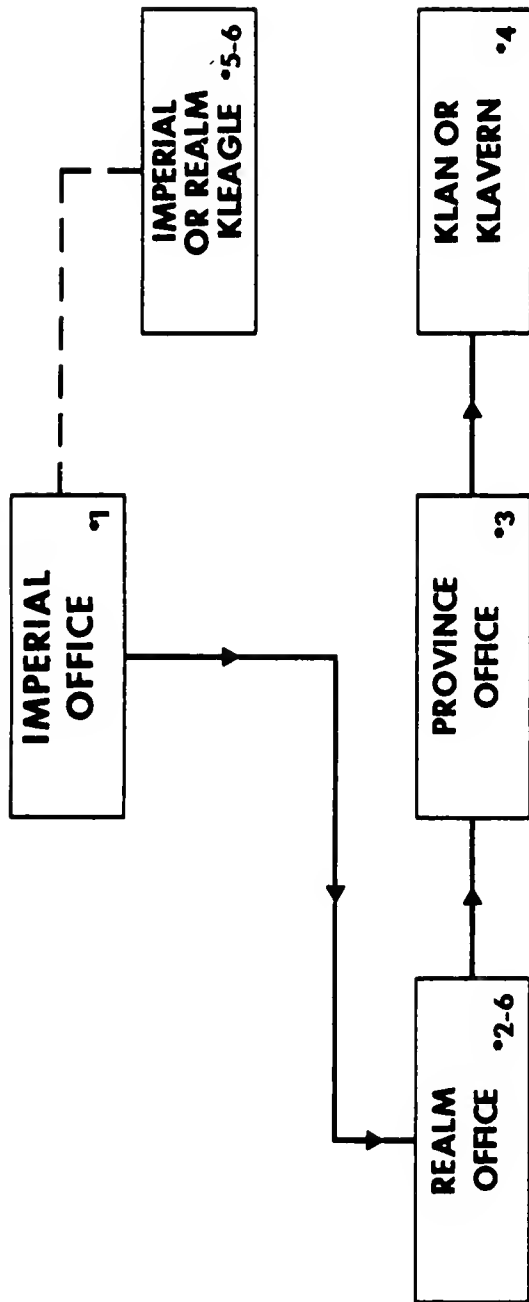 IMPERIAL
OFFICE
*1
IMPERIAL
OR REALM
KLEAGLE
*5-6
REALM
OFFICE
*2-6
PROVINCE
OFFICE
*3
KLAN OR
KLAVERN
*4